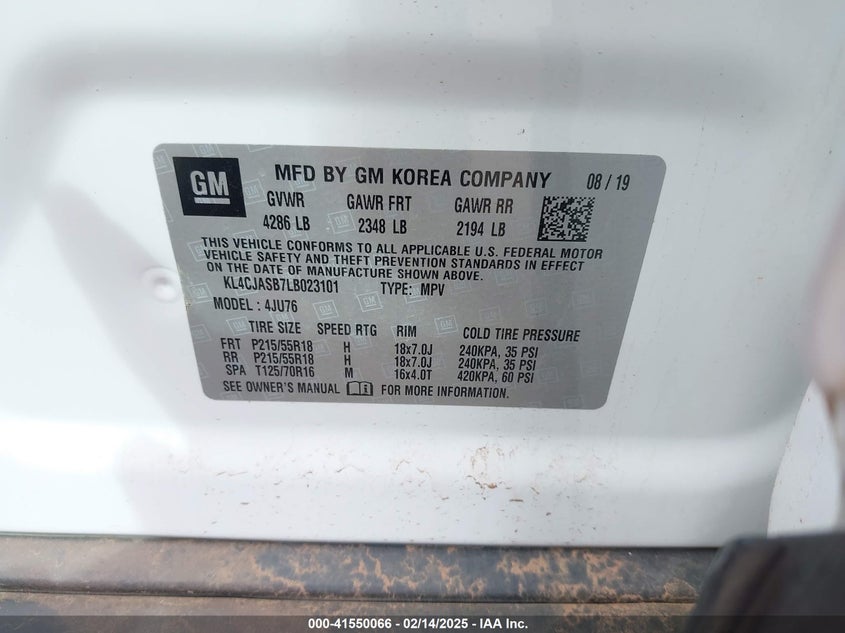 GM
MFD BY GM KOREA COMPANY 08 / 19
GVWR GAWR FRT GAWR RR
4286 LB 2348 LB 2194 LB
THIS VEHICLE CONFORMS TO ALL APPLICABLE U.S. FEDERAL MOTOR
VEHICLE SAFETY AND THEFT PREVENTION STANDARDS IN EFFECT
ON THE DATE OF MANUFACTURE SHOWN ABOVE.
KL4CJASB7LB023101 TYPE: MPV
MODEL : 4JU76
TIRE SIZE SPEED RTG RIM COLD TIRE PRESSURE
FRT P215/55R18 H 18x7.0J 240KPA, 35 PSI
RR P215/55R18 H 18x7.0J 240KPA, 35 PSI
SPA T125/70R16 M 16x4.0T 420KPA, 60 PSI
SEE OWNER'S MANUAL FOR MORE INFORMATION.
000-41550066 - 02/14/2025 - IAA Inc.